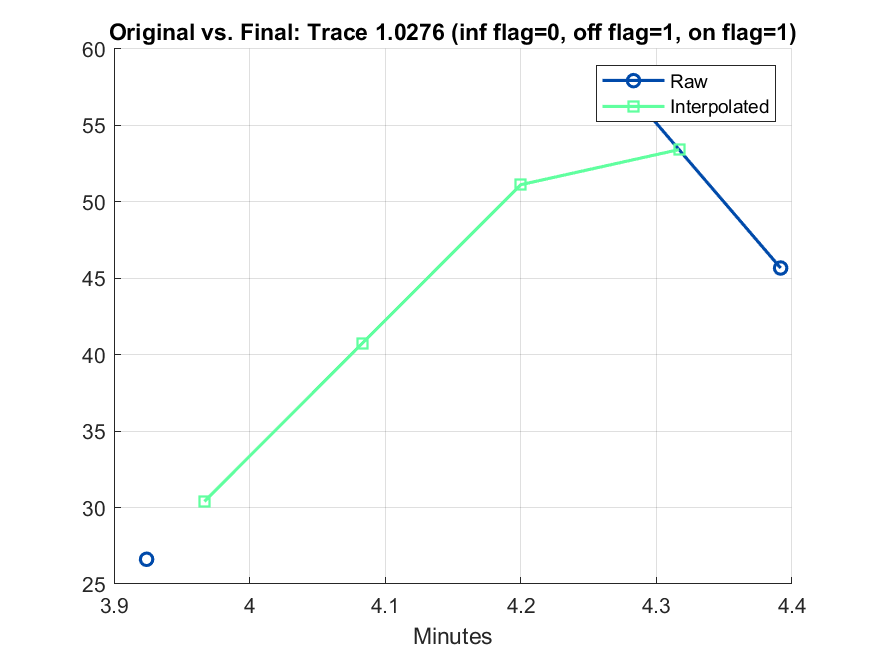 Original vs. Final: Trace 1.0276 (inf flag=0, off flag=1, on flag=1)
60
55
50
45
40
35
30
25
Raw
Interpolated
3.9 4 4.1 4.2 4.3 4.4
Minutes